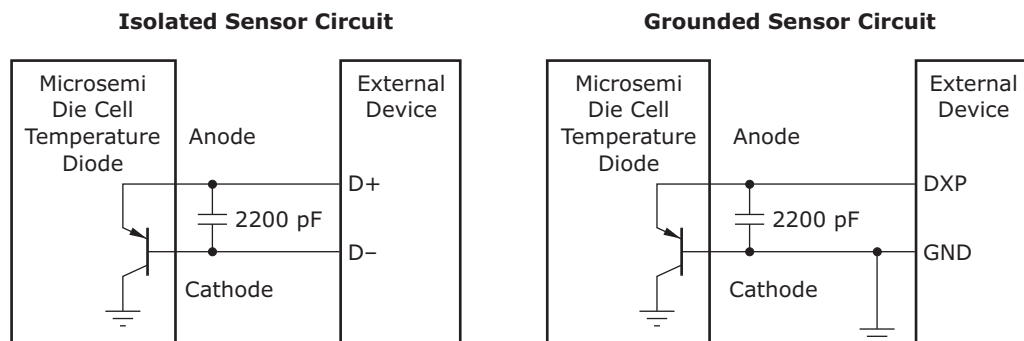 Isolated Sensor Circuit
Microsemi
Die Cell
Temperature
Diode
Anode
External
Device
D+
2200 pF
D–
Cathode
Grounded Sensor Circuit
Microsemi
Die Cell
Temperature
Diode
Anode
External
Device
DXP
2200 pF
GND
Cathode